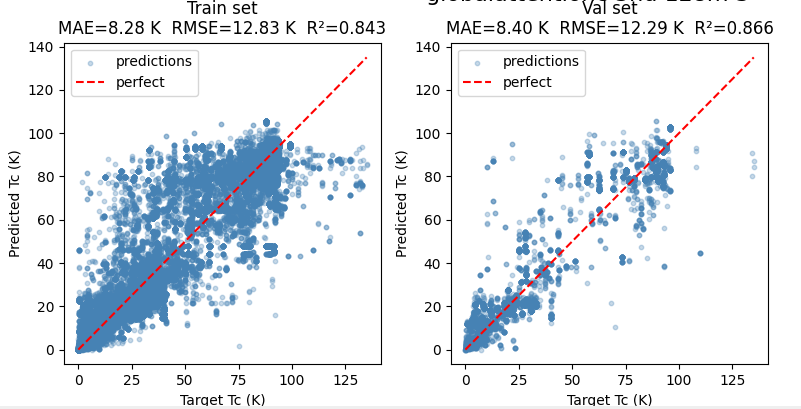 Train set
MAE=8.28 K RMSE=12.83 K R²=0.843
140
120
100
80
60
40
20
0
Predicted Tc (K)
predictions
perfect
0 25 50 75 100 125
Target Tc (K)
Val set
MAE=8.40 K RMSE=12.29 K R²=0.866
140
120
100
80
60
40
20
0
Predicted Tc (K)
predictions
perfect
0 25 50 75 100 125
Target Tc (K)